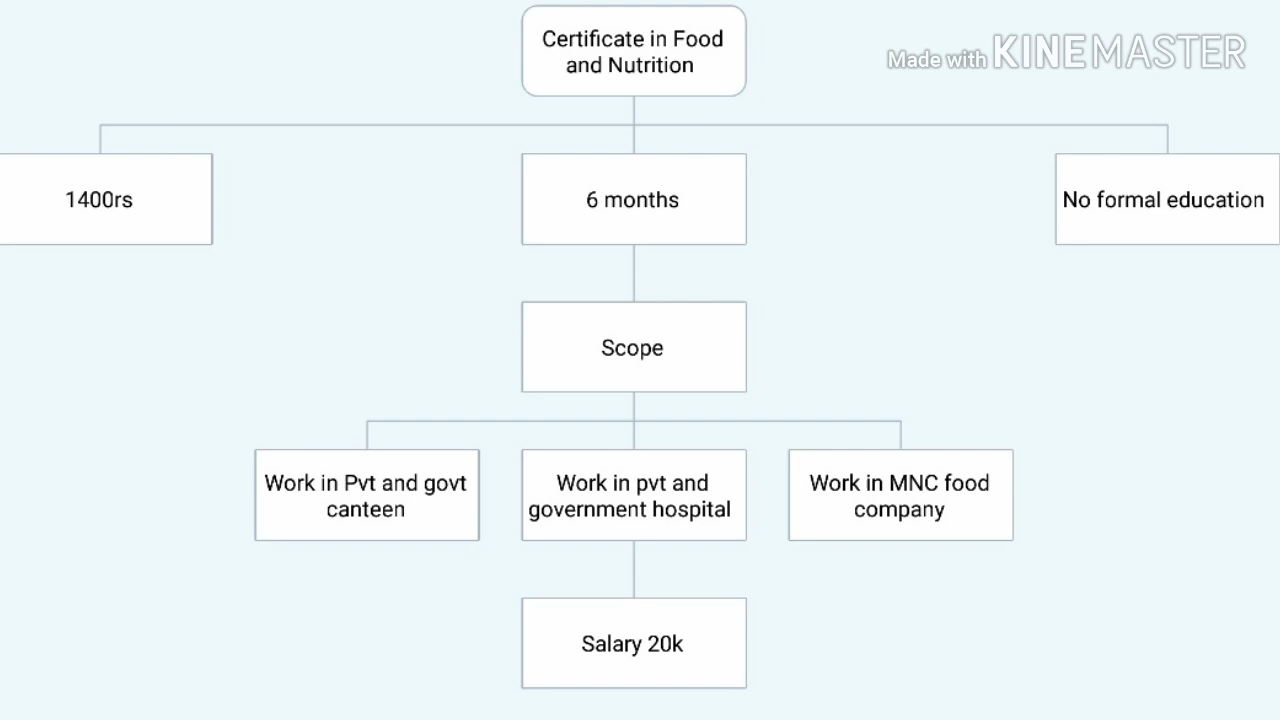 Certificate in Food
and Nutrition
Made with KINEMASTER
1400rs
6 months
No formal education
Scope
Work in Pvt and govt
canteen
Work in pvt and
government hospital
Work in MNC food
company
Salary 20k